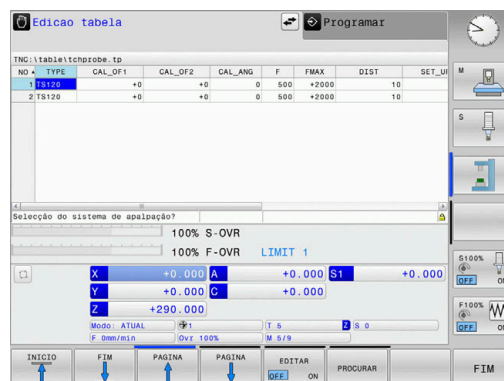 Edicao tabela
Programar
TNC:\table\tchprobe.tp
NO TYPE CAL_OF1 CAL_OF2 CAL_ANG F FMAX DIST
1 TS120 +0 +0 0 500 +2000 10
2 TS120 +0 +0 0 500 +2000 10
Selecção do sistema de apalpação?
100% S-OVR
100% F-OVR LIMIT 1
X +0.000 A +0.000 S1 +0.000
Y +0.000 C +0.000
Z +290.000
Modo: ATUAL 1 T 5 Z S 0
F 0mm/min Ovr 100% M 5/9
M
S
S100%
OFF
F100%
OFF
INICIO
FIM
PAGINA
PAGINA
EDITAR
OFF ON
PROCURAR
FIM